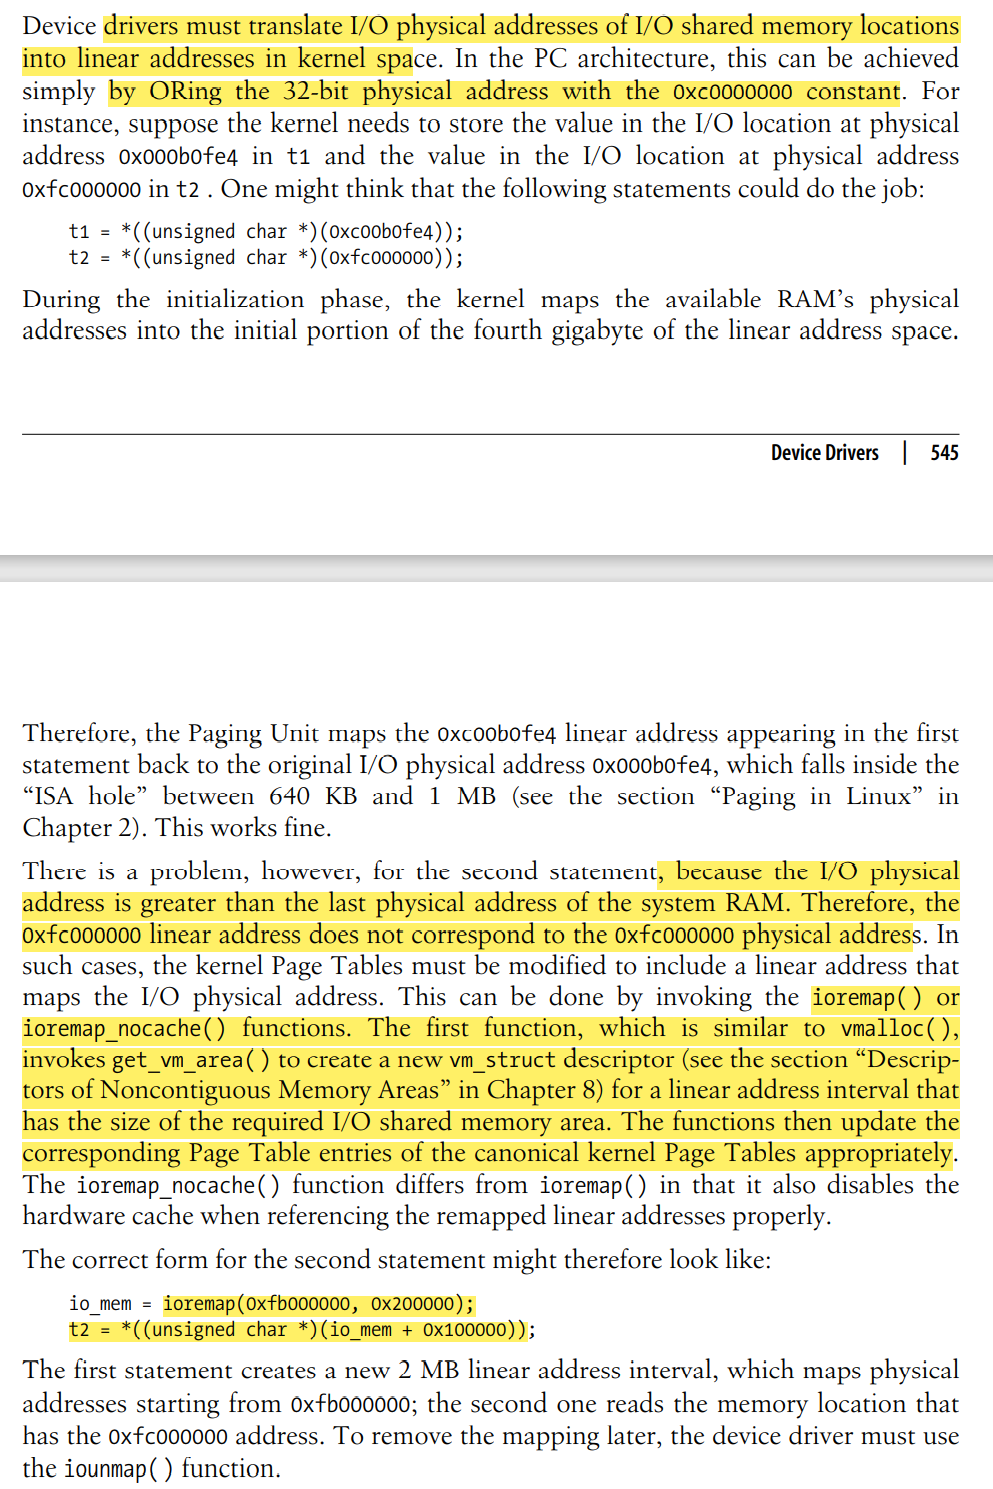 Device drivers must translate I/O physical addresses of I/O shared memory locations
into linear addresses in kernel space. In the PC architecture, this can be achieved
simply by ORing the 32-bit physical address with the 0xc0000000 constant. For
instance, suppose the kernel needs to store the value in the I/O location at physical
address 0x000b0fe4 in t1 and the value in the I/O location at physical address
0xfc000000 in t2 . One might think that the following statements could do the job:
t1 = *((unsigned char *)(0xc00b0fe4));
t2 = *((unsigned char *)(0xfc000000));
During the initialization phase, the kernel maps the available RAM’s physical
addresses into the initial portion of the fourth gigabyte of the linear address space.
Device Drivers | 545
Therefore, the Paging Unit maps the 0xc00b0fe4 linear address appearing in the first
statement back to the original I/O physical address 0x000b0fe4, which falls inside the
“ISA hole” between 640 KB and 1 MB (see the section “Paging in Linux” in
Chapter 2). This works fine.
There is a problem, however, for the second statement, because the I/O physical
address is greater than the last physical address of the system RAM. Therefore, the
0xfc000000 linear address does not correspond to the 0xfc000000 physical address. In
such cases, the kernel Page Tables must be modified to include a linear address that
maps the I/O physical address. This can be done by invoking the ioremap() or
ioremap_nocache() functions. The first function, which is similar to vmalloc(),
invokes get_vm_area() to create a new vm_struct descriptor (see the section “Descrip-
tors of Noncontiguous Memory Areas” in Chapter 8) for a linear address interval that
has the size of the required I/O shared memory area. The functions then update the
corresponding Page Table entries of the canonical kernel Page Tables appropriately.
The ioremap_nocache() function differs from ioremap() in that it also disables the
hardware cache when referencing the remapped linear addresses properly.
The correct form for the second statement might therefore look like:
io_mem = ioremap(0xfb000000, 0x200000);
t2 = *((unsigned char *)(io_mem + 0x100000));
The first statement creates a new 2 MB linear address interval, which maps physical
addresses starting from 0xfb000000; the second one reads the memory location that
has the 0xfc000000 address. To remove the mapping later, the device driver must use
the iounmap() function.